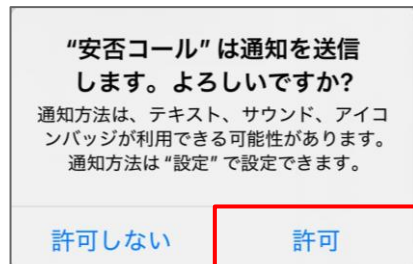 “安否コール” は通知を送信
します。よろしいですか?
通知方法は、テキスト、サウンド、アイコ
ンバッジが利用できる可能性があります。
通知方法は “設定” で設定できます。
許可しない
許可